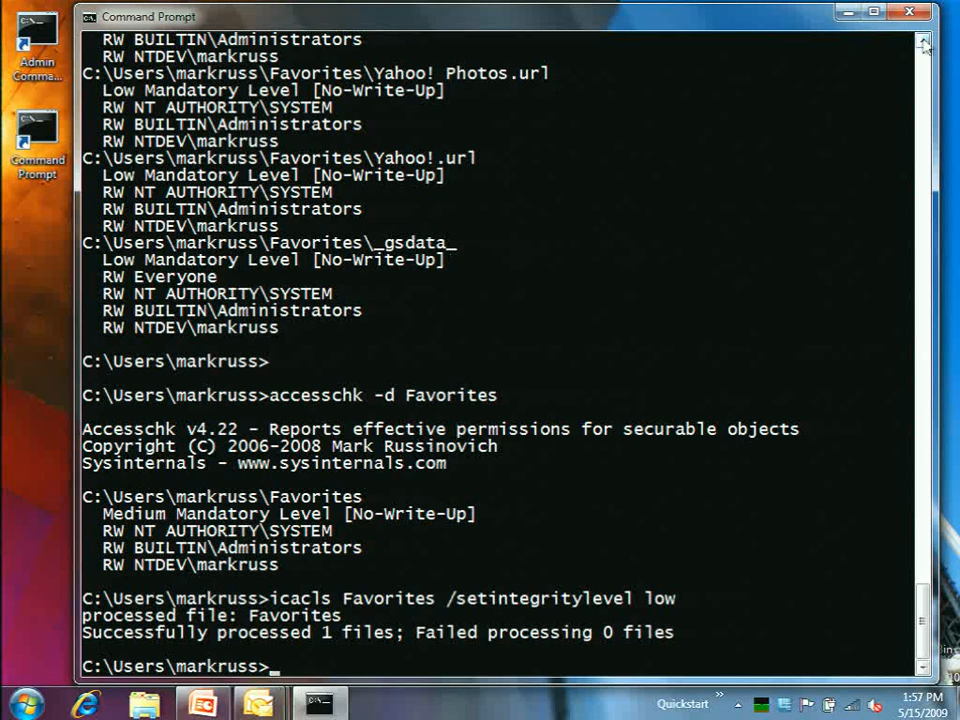 Command Prompt
Admin
Comma...
Command
Prompt
RW BUILTIN\Administrators
RW NTDEV\markruss
C:\Users\markruss\Favorites\Yahoo! Photos.url
Low Mandatory Level [No-Write-Up]
RW NT AUTHORITY\SYSTEM
RW BUILTIN\Administrators
RW NTDEV\markruss
C:\Users\markruss\Favorites\Yahoo!.url
Low Mandatory Level [No-Write-Up]
RW NT AUTHORITY\SYSTEM
RW BUILTIN\Administrators
RW NTDEV\markruss
C:\Users\markruss\Favorites\_gsdata_
Low Mandatory Level [No-Write-Up]
RW Everyone
RW NT AUTHORITY\SYSTEM
RW BUILTIN\Administrators
RW NTDEV\markruss
C:\Users\markruss>
C:\Users\markruss>accesschk -d Favorites
Accesschk v4.22 - Reports effective permissions for securable objects
Copyright (C) 2006-2008 Mark Russinovich
Sysinternals - www.sysinternals.com
C:\Users\markruss\Favorites
Medium Mandatory Level [No-Write-Up]
RW NT AUTHORITY\SYSTEM
RW BUILTIN\Administrators
RW NTDEV\markruss
C:\Users\markruss>icacls Favorites /setintegritylevel low
processed file: Favorites
Successfully processed 1 files; Failed processing 0 files
C:\Users\markruss>_
Quickstart
1:57 PM
5/15/2009